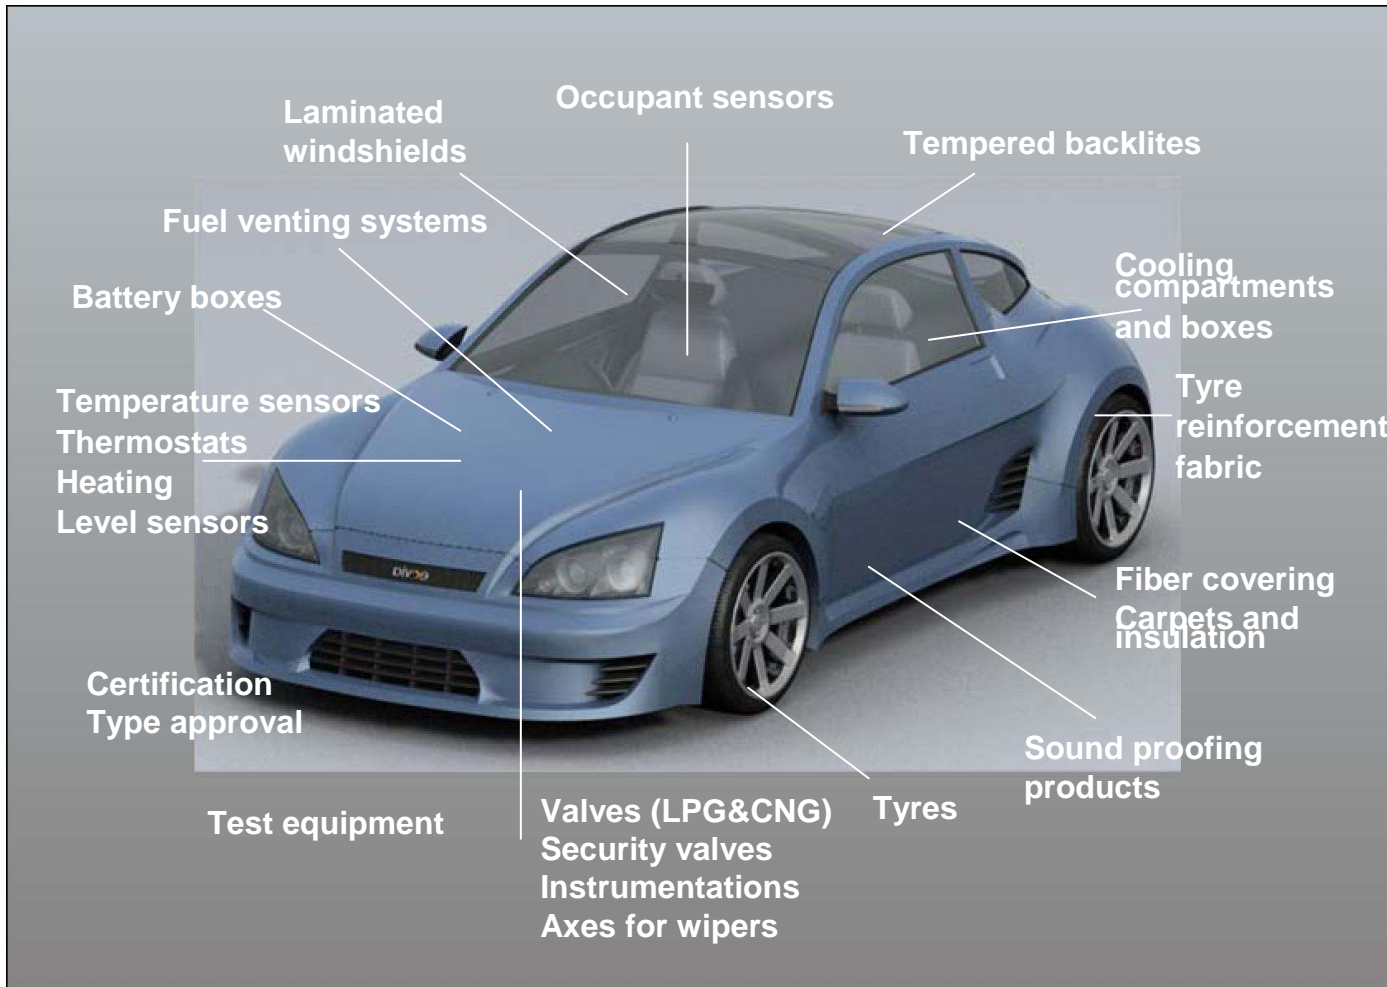 Occupant sensors
Laminated
windshields
Tempered backlites
Fuel venting systems
Battery boxes
Cooling
compartments
and boxes
Temperature sensors
Thermostats
Heating
Level sensors
Tyre
reinforcement
fabric
Fiber covering
Carpets and
insulation
Certification
Type approval
Sound proofing
products
Test equipment
Valves (LPG&CNG)
Security valves
Instrumentations
Axes for wipers
Tyres